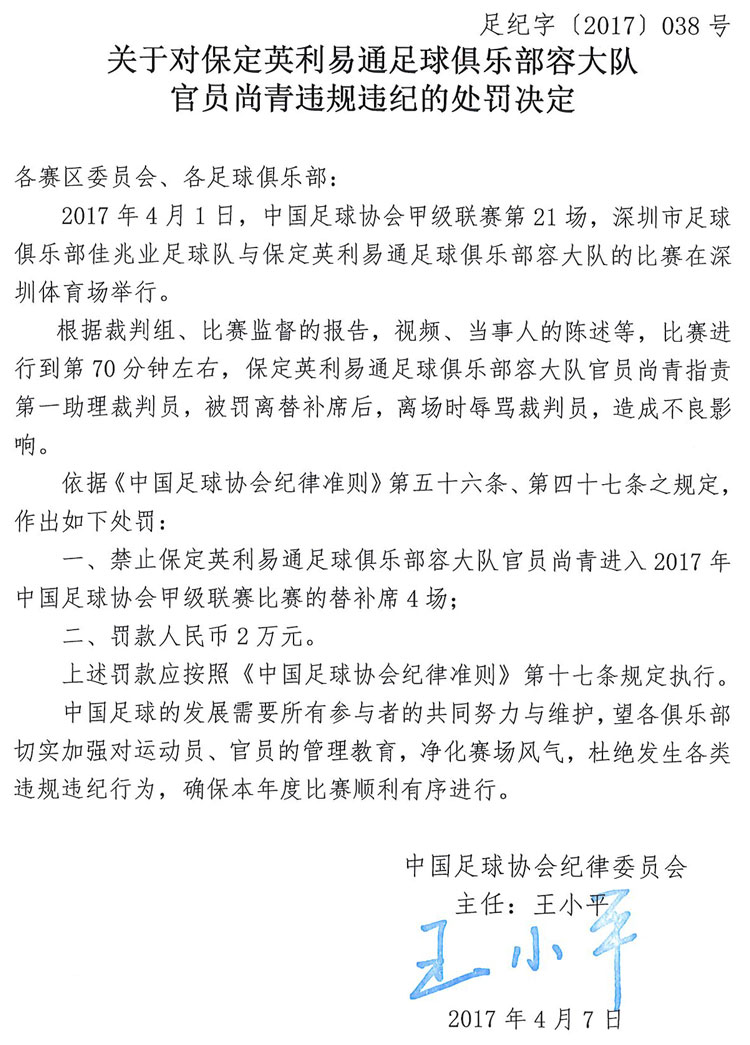 足纪字〔2017〕038 号
关于对保定英利易通足球俱乐部容大队
官员尚青违规违纪的处罚决定
各赛区委员会、各足球俱乐部：
2017 年 4 月 1 日，中国足球协会甲级联赛第 21 场，深圳市足球
俱乐部佳兆业足球队与保定英利易通足球俱乐部容大队的比赛在深
圳体育场举行。
根据裁判组、比赛监督的报告，视频、当事人的陈述等，比赛进
行到第 70 分钟左右，保定英利易通足球俱乐部容大队官员尚青指责
第一助理裁判员，被罚离替补席后，离场时辱骂裁判员，造成不良影
响。
依据《中国足球协会纪律准则》第五十六条、第四十七条之规定，
作出如下处罚：
一、禁止保定英利易通足球俱乐部容大队官员尚青进入 2017 年
中国足球协会甲级联赛比赛的替补席 4 场；
二、罚款人民币 2 万元。
上述罚款应按照《中国足球协会纪律准则》第十七条规定执行。
中国足球的发展需要所有参与者的共同努力与维护，望各俱乐部
切实加强对运动员、官员的管理教育，净化赛场风气，杜绝发生各类
违规违纪行为，确保本年度比赛顺利有序进行。
中国足球协会纪律委员会
主任：王小平
王小平
2017 年 4 月 7 日